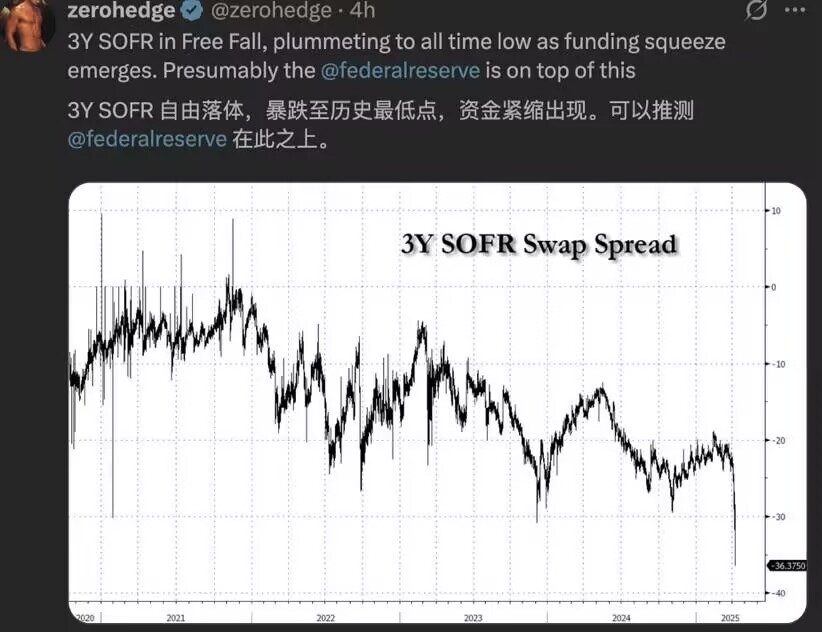 zerohedge @zerohedge · 4h
3Y SOFR in Free Fall, plummeting to all time low as funding squeeze
emerges. Presumably the @federalreserve is on top of this
3Y SOFR 自由落体，暴跌至历史最低点，资金紧缩出现。可以推测
@federalreserve 在此之上。
3Y SOFR Swap Spread
10
0
-10
-20
-30
-36.3750
-40
2020 2021 2022 2023 2024 2025